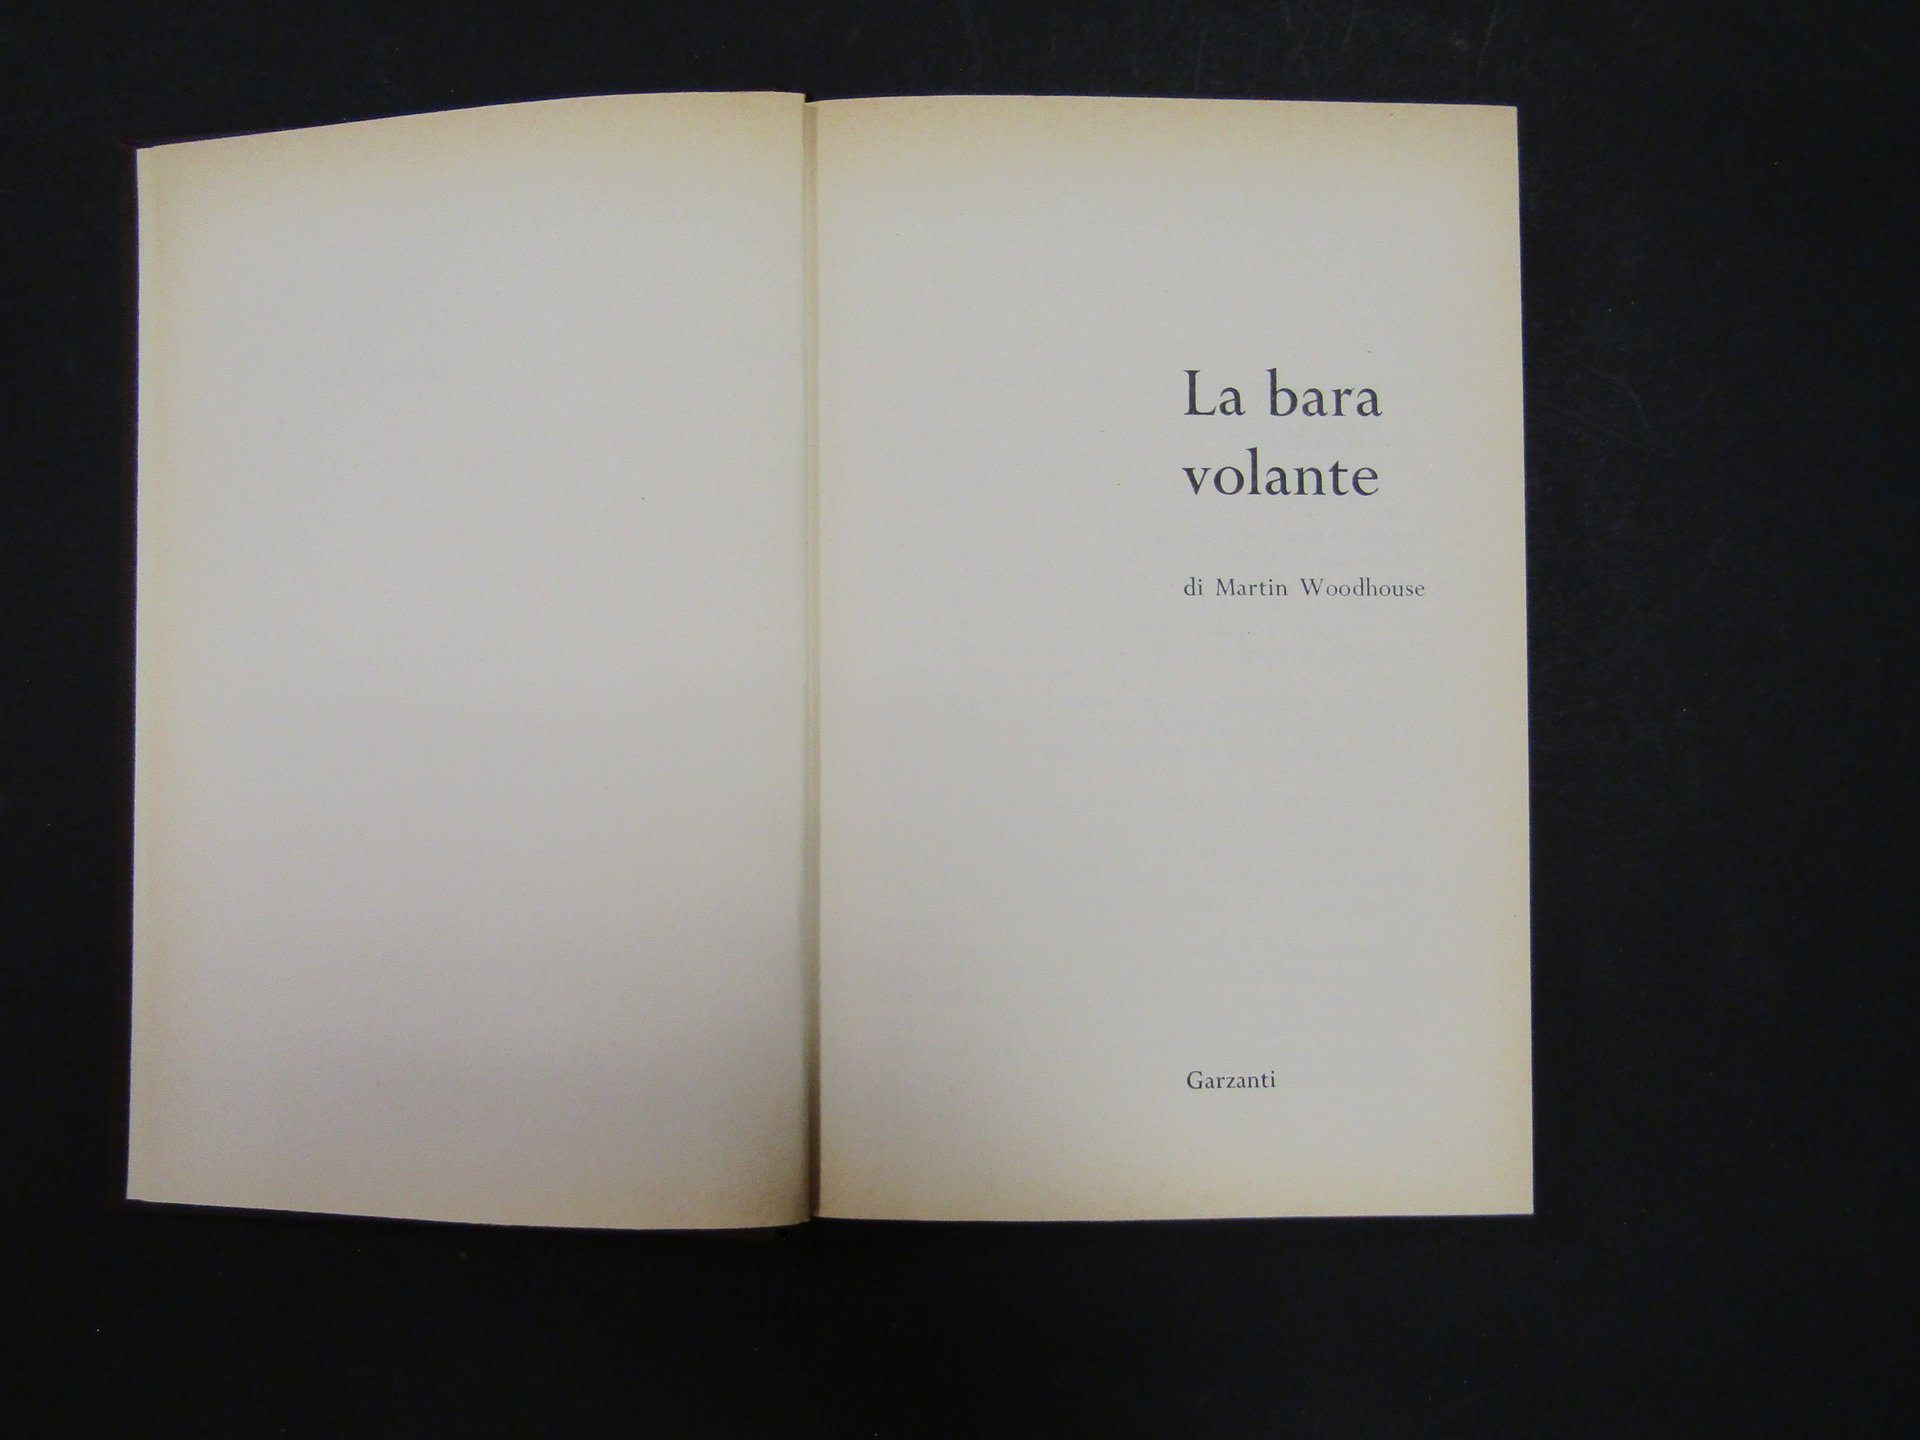 La bara
volante
di Martin Woodhouse
Garzanti